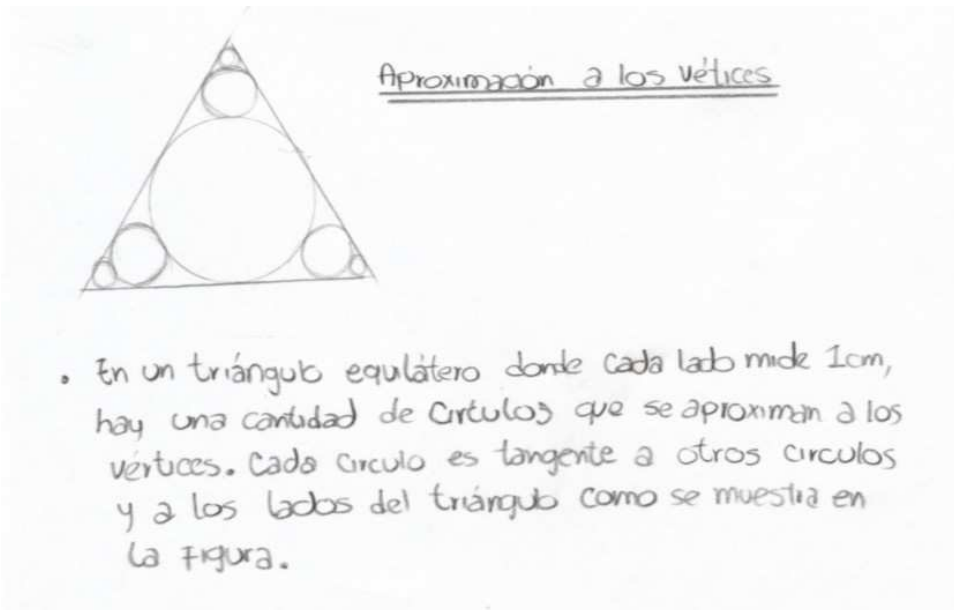 Aproximación a los vétices
• En un triángulo equilátero donde cada lado mide 1cm,
hay una cantidad de círculos que se aproximan a los
vértices. Cada círculo es tangente a otros círculos
y a los lados del triángulo como se muestra en
la Figura.